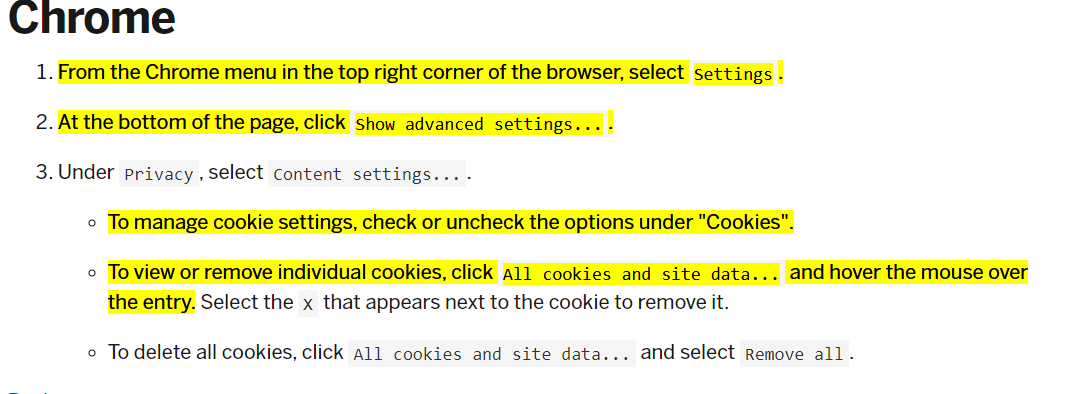 Chrome
1. From the Chrome menu in the top right corner of the browser, select Settings .
2. At the bottom of the page, click Show advanced settings... .
3. Under Privacy , select Content settings... .
◦ To manage cookie settings, check or uncheck the options under "Cookies".
◦ To view or remove individual cookies, click All cookies and site data... and hover the mouse over
the entry. Select the X that appears next to the cookie to remove it.
◦ To delete all cookies, click All cookies and site data... and select Remove all .